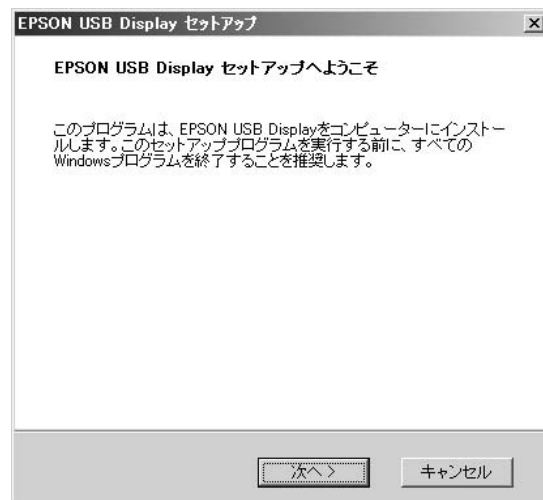 EPSON USB Display セットアップ
EPSON USB Display セットアップへようこそ
このプログラムは、EPSON USB Displayをコンピューターにインストー
ルします。このセットアッププログラムを実行する前に、すべての
Windowsプログラムを終了することを推奨します。
次へ >
キャンセル